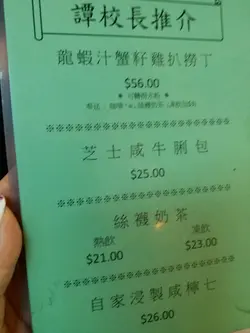 譚校長推介
龍蝦汁蟹籽雞扒撈丁
$56.00
芝士咸牛脷包
$25.00
絲襪奶茶
熱飲 凍飲
$21.00 $23.00
自家浸製咸檸七
$26.00